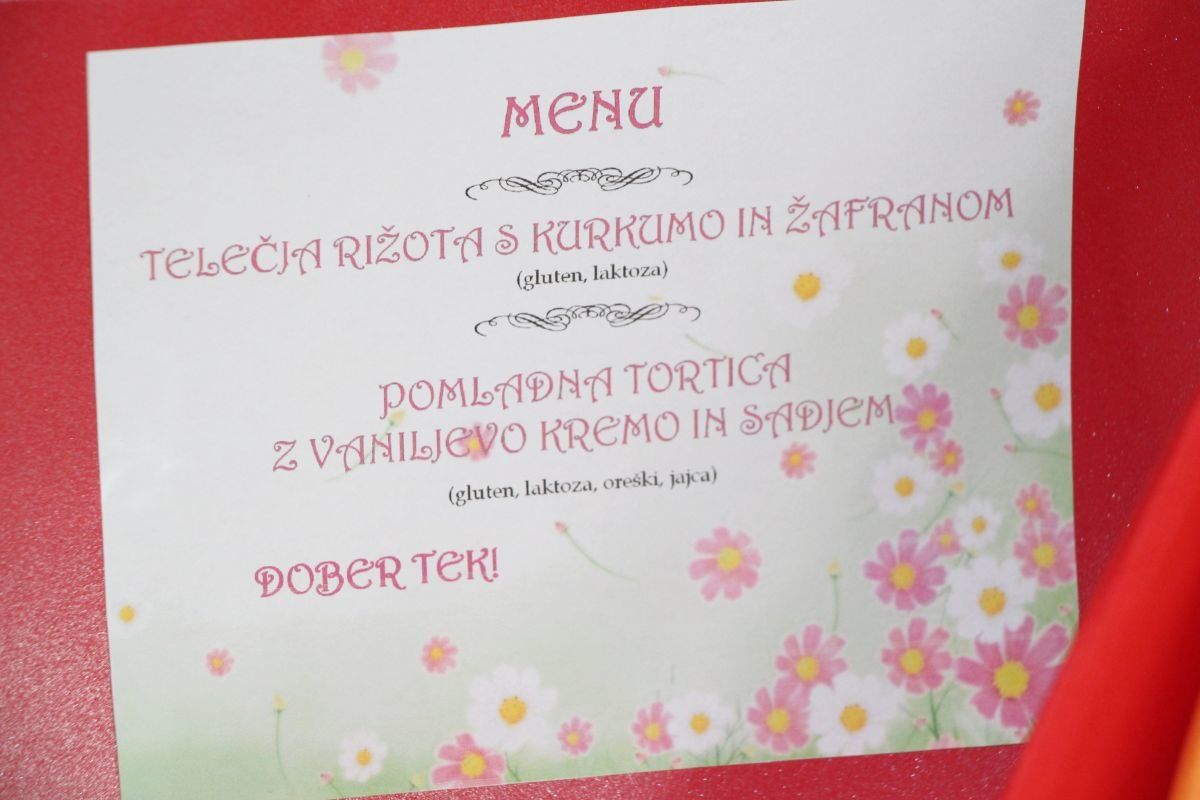 MENU
TELEČJA RIŽOTA S KURKUMO IN ŽAFRANOM
(gluten, laktoza)
POMLADNA TORTICA
Z VANILJEVO KREMO IN SADJEM
(gluten, laktoza, oreški, jajca)
DOBER TEK!